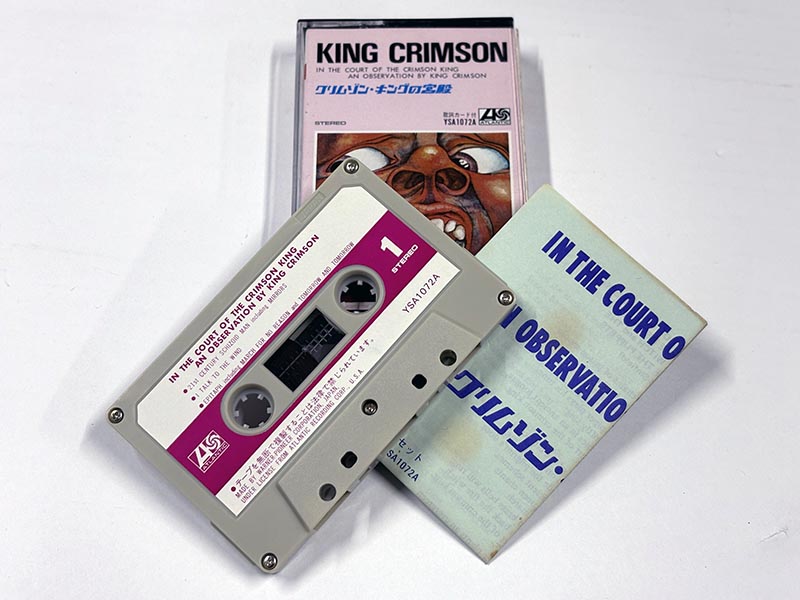 KING CRIMSON
IN THE COURT OF THE CRIMSON KING
AN OBSERVATION BY KING CRIMSON
クリムゾン・キングの宮殿
STEREO
歌詞カード付
YSA1072A
ATLANTIC
IN THE COURT OF THE CRIMSON KING
AN OBSERVATION BY KING CRIMSON
● 21st CENTURY SCHIZOID MAN including MIRRORS
● I TALK TO THE WIND
● EPITAPH including MARCH FOR NO REASON and TOMORROW AND TOMORROW
1
STEREO
YSA1072A
ATLANTIC
● テープを無断で複製することは法律で禁じられています。
MADE BY WARNER-PIONEER CORPORATION, JAPAN.
UNDER LICENSE FROM ATLANTIC RECORDING CORP., U.S.A.
IN THE COURT O
OBSERVATIO
クリムゾン・
セット
SA1072A